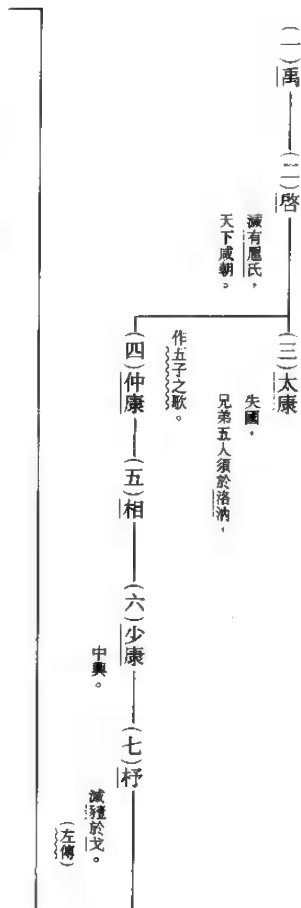 (一)禹
(二)啓
滅有扈氏，
天下咸朝。
(三)太康
失國，
兄弟五人須於洛汭，
作五子之歌。
(四)仲康
(五)相
(六)少康
中興。
(七)杼
滅豷於戈。
(左傳)